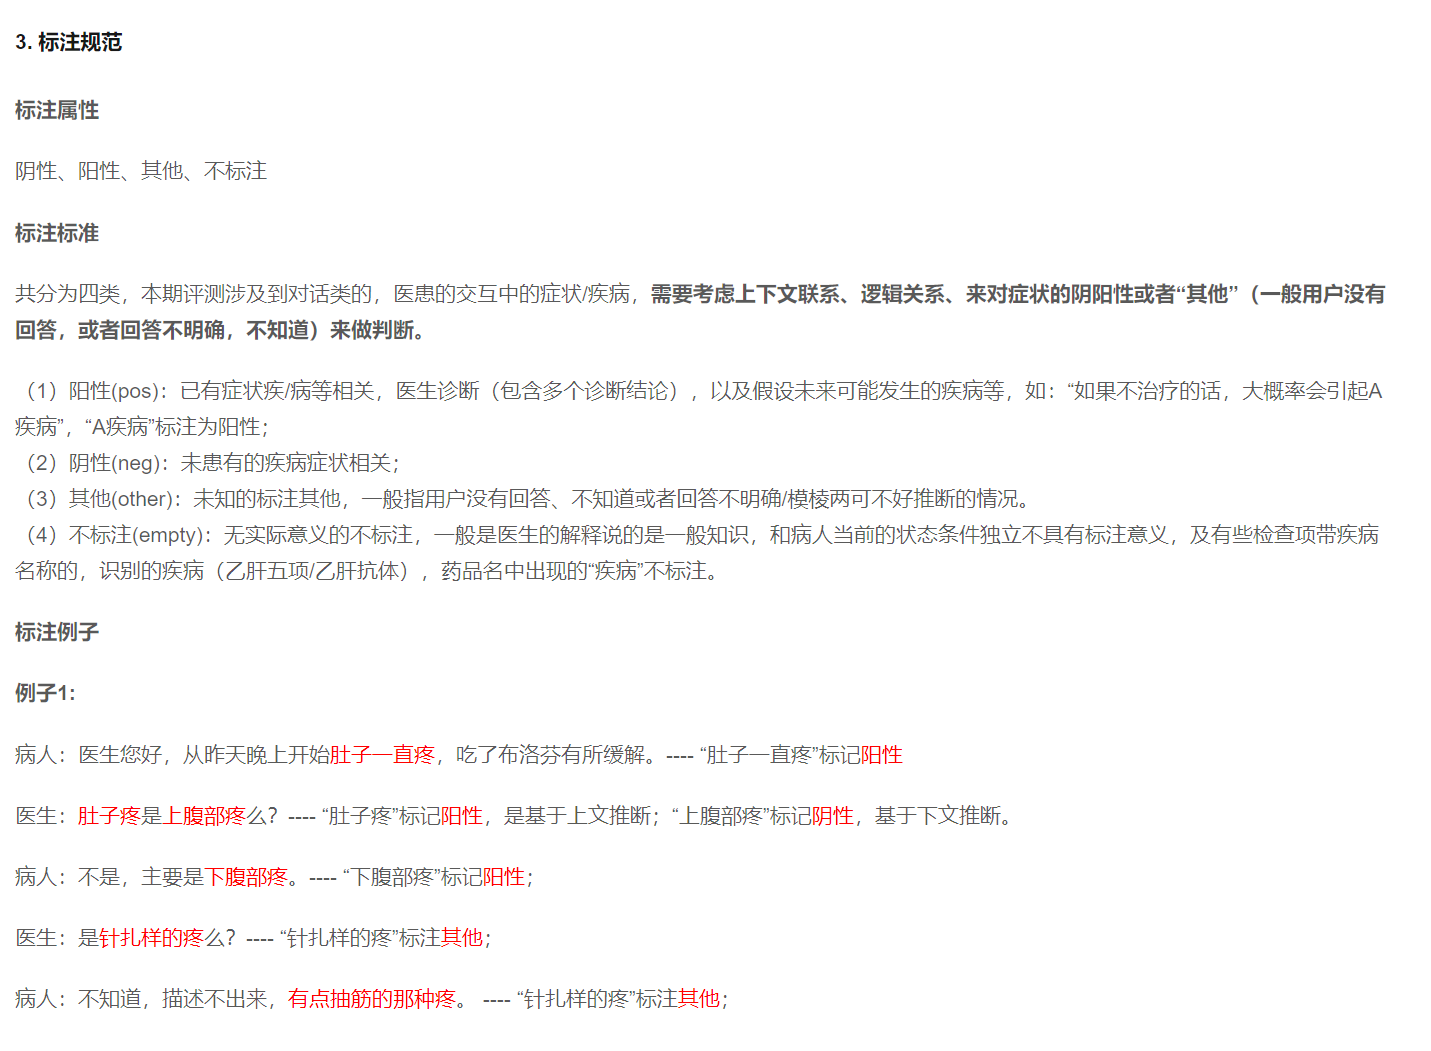 3. 标注规范
标注属性
阴性、阳性、其他、不标注
标注标准
共分为四类，本期评测涉及到对话类的，医患的交互中的症状/疾病，需要考虑上下文联系、逻辑关系、来对症状的阴阳性或者“其他”（一般用户没有
回答，或者回答不明确，不知道）来做判断。
（1）阳性(pos)：已有症状疾/病等相关，医生诊断（包含多个诊断结论），以及假设未来可能发生的疾病等，如：“如果不治疗的话，大概率会引起A
疾病”，“A疾病”标注为阳性；
（2）阴性(neg)：未患有的疾病症状相关；
（3）其他(other)：未知的标注其他，一般指用户没有回答、不知道或者回答不明确/模棱两可不好推断的情况。
（4）不标注(empty)：无实际意义的不标注，一般是医生的解释说的是一般知识，和病人当前的状态条件独立不具有标注意义，及有些检查项带疾病
名称的，识别的疾病（乙肝五项/乙肝抗体），药品名中出现的“疾病”不标注。
标注例子
例子1:
病人：医生您好，从昨天晚上开始肚子一直疼，吃了布洛芬有所缓解。---- “肚子一直疼”标记阳性
医生：肚子疼是上腹部疼么？---- “肚子疼”标记阳性，是基于上文推断；“上腹部疼”标记阴性，基于下文推断。
病人：不是，主要是下腹部疼。---- “下腹部疼”标记阳性；
医生：是针扎样的疼么？---- “针扎样的疼”标注其他；
病人：不知道，描述不出来，有点抽筋的那种疼。 ---- “针扎样的疼”标注其他；